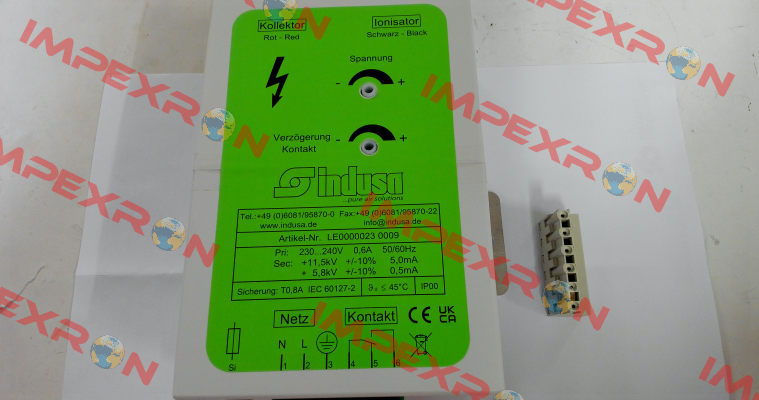 Kollektor Ionisator
Rot - Red Schwarz - Black
Spannung
- +
Verzögerung - +
Kontakt
indusa
...pure air solutions
Tel.:+49 (0)6081/95870-0 Fax:+49 (0)6081/95870-22
www.indusa.de info@indusa.de
Artikel-Nr. LE0000023 0009
Pri: 230...240V 0,6A 50/60Hz
Sec: +11,5kV +/-10% 5,0mA
+ 5,8kV +/-10% 0,5mA
Sicherung: T0,8A IEC 60127-2 ϑₐ ≤ 45°C IP00
Netz Kontakt CE UK CA
N L
Si 1 2 3 4 5 6
IMPEXRON
IMPEXRON
IMPEXRON
IMPEXRON
IMPEXRON
IMPEXRON
IMPEXRON